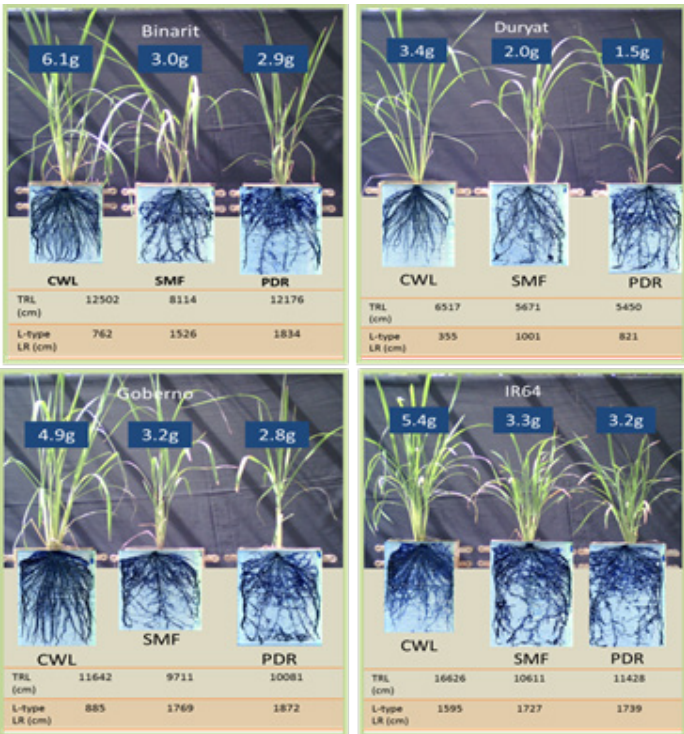 Binarit
6.1g 3.0g 2.9g
CWL SMF PDR
TRL (cm) 12502 8114 12176
L-type LR (cm) 762 1526 1834
Duryat
3.4g 2.0g 1.5g
CWL SMF PDR
TRL (cm) 6517 5671 5450
L-type LR (cm) 355 1001 821
Goberno
4.9g 3.2g 2.8g
CWL SMF PDR
TRL (cm) 11642 9711 10081
L-type LR (cm) 885 1769 1872
IR64
5.4g 3.3g 3.2g
CWL SMF PDR
TRL (cm) 16626 10611 11428
L-type LR (cm) 1595 1727 1739